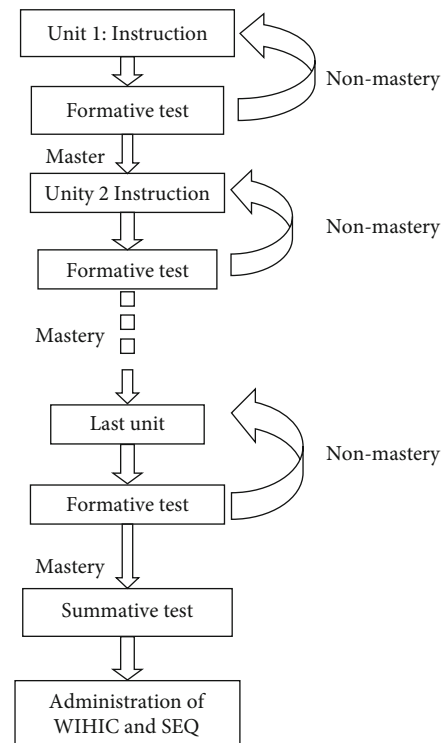 Unit 1: Instruction
Non-mastery
Formative test
Master
Unity 2 Instruction
Non-mastery
Formative test
Mastery
Last unit
Non-mastery
Formative test
Mastery
Summative test
Administration of
WIHIC and SEQ